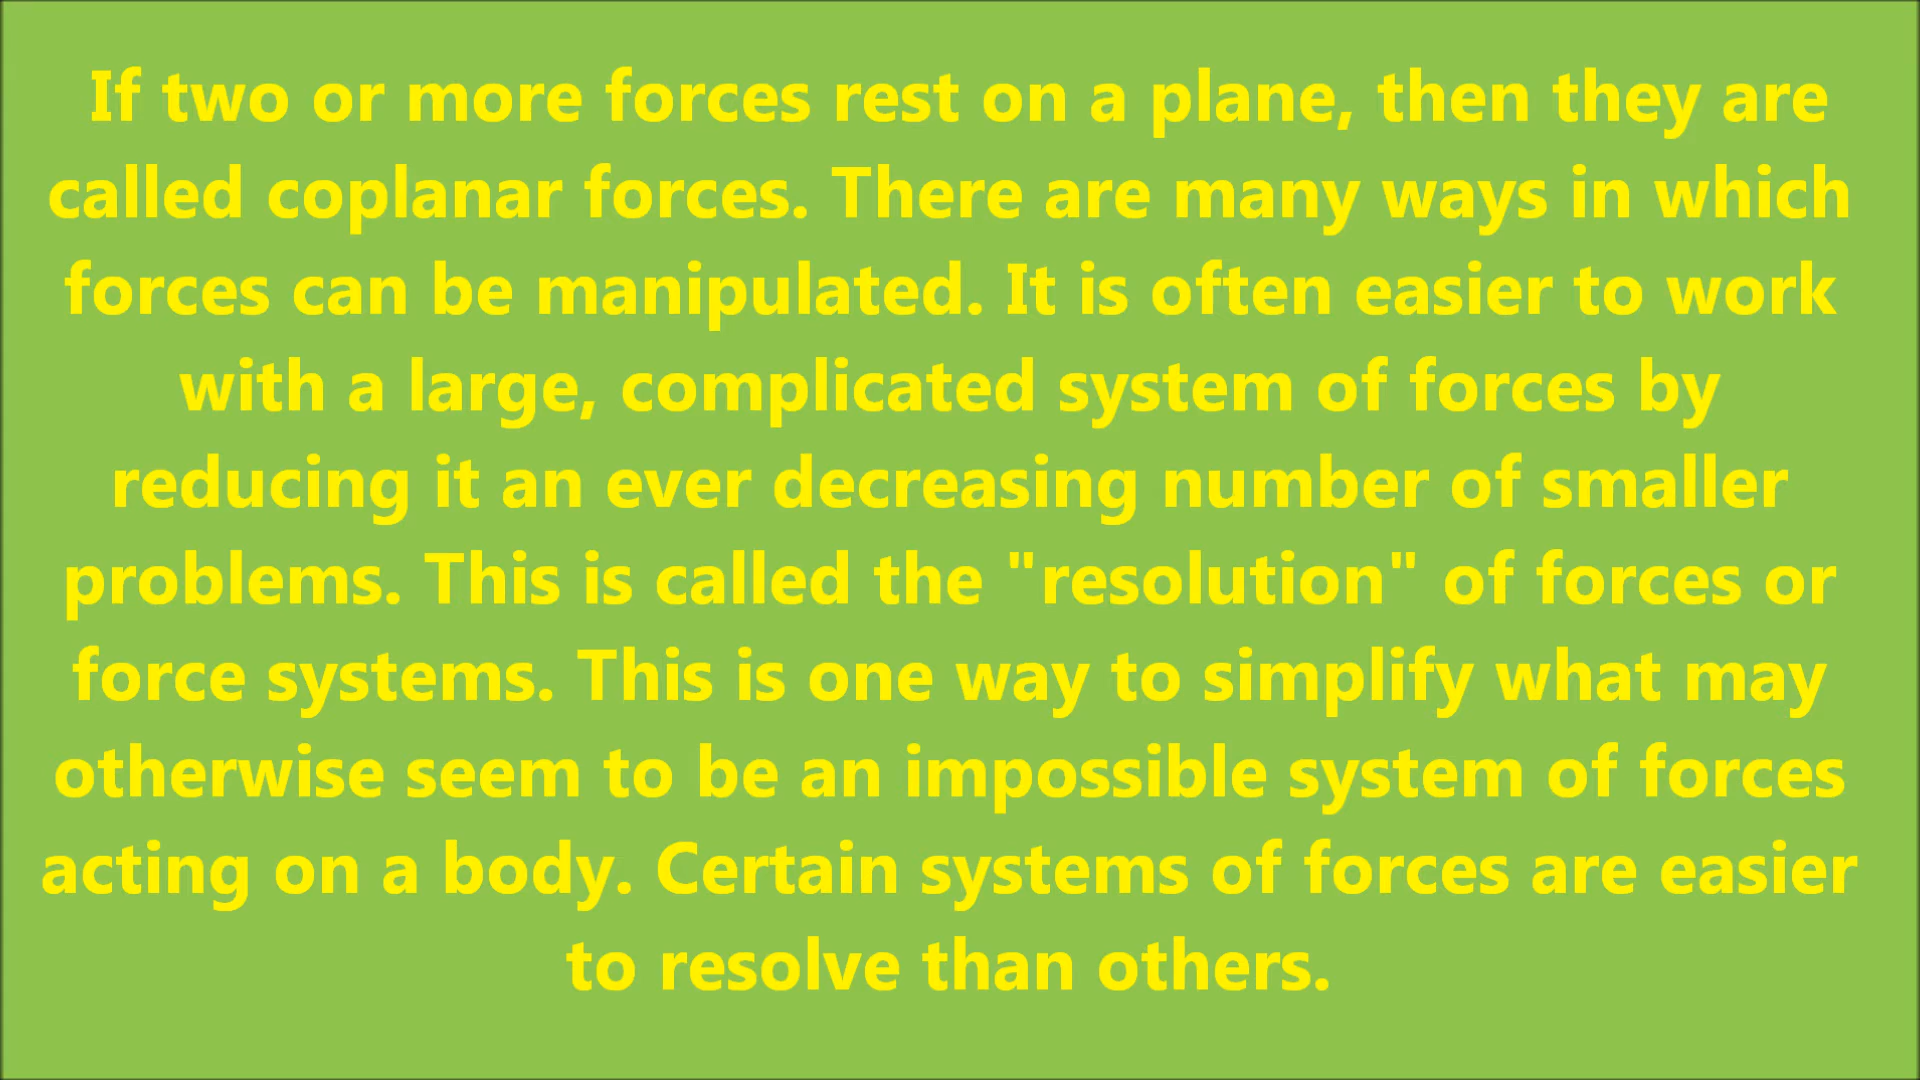 If two or more forces rest on a plane, then they are
called coplanar forces. There are many ways in which
forces can be manipulated. It is often easier to work
with a large, complicated system of forces by
reducing it an ever decreasing number of smaller
problems. This is called the "resolution" of forces or
force systems. This is one way to simplify what may
otherwise seem to be an impossible system of forces
acting on a body. Certain systems of forces are easier
to resolve than others.